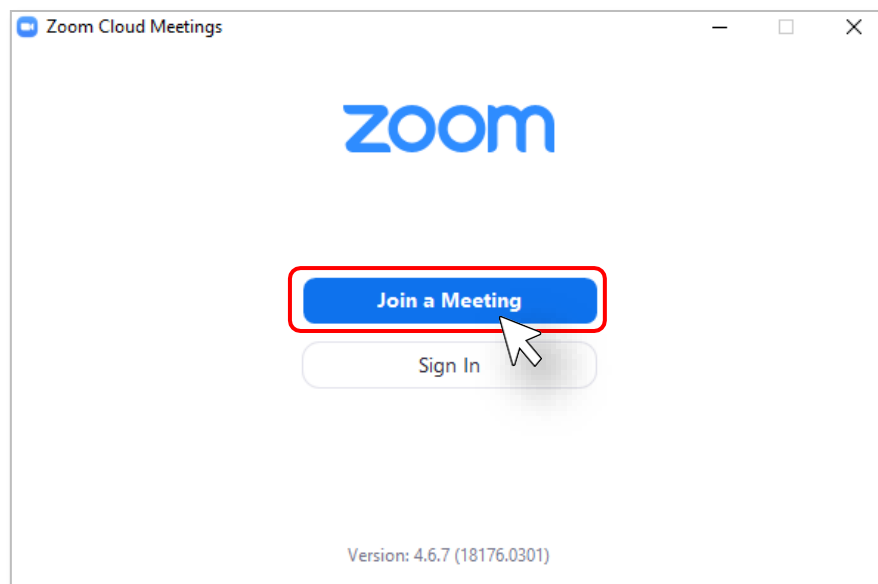 Zoom Cloud Meetings
zoom
Join a Meeting
Sign In
Version: 4.6.7 (18176.0301)